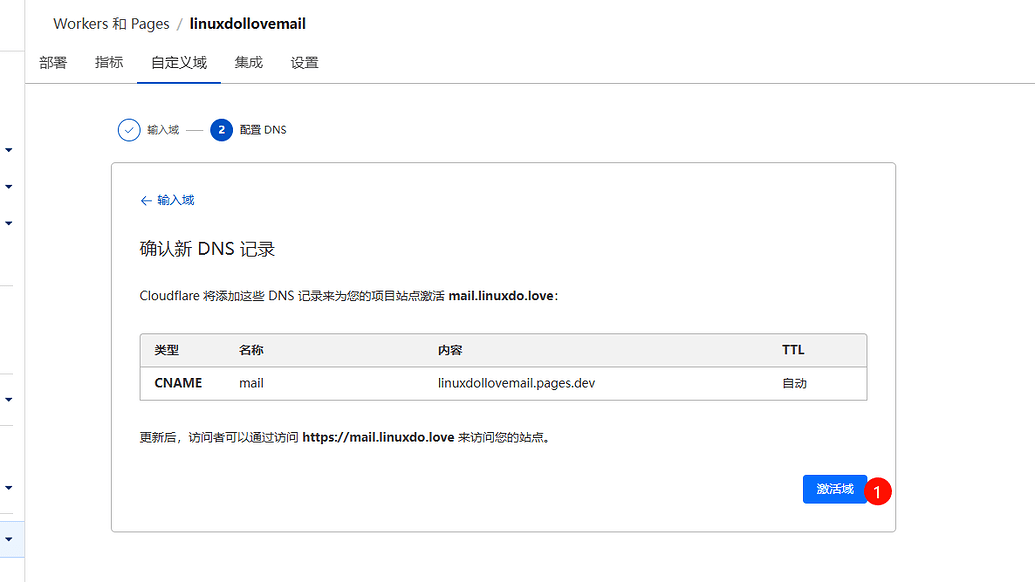 Workers 和 Pages / linuxdollovemail
部署 指标 自定义域 集成 设置
输入域 2 配置 DNS
← 输入域
确认新 DNS 记录
Cloudflare 将添加这些 DNS 记录来为您的项目站点激活 mail.linuxdo.love：
类型 名称 内容 TTL
CNAME mail linuxdollovemail.pages.dev 自动
更新后，访问者可以通过访问 https://mail.linuxdo.love 来访问您的站点。
激活域 1